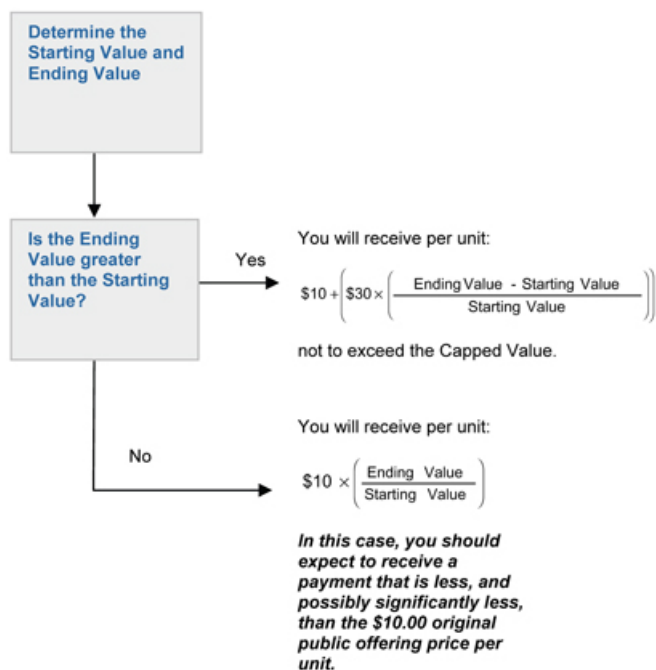 Determine the
Starting Value and
Ending Value
Is the Ending
Value greater
than the Starting
Value?
Yes
You will receive per unit:
$10 + ($30 × (Ending Value - Starting Value
Starting Value))
not to exceed the Capped Value.
No
You will receive per unit:
$10 × (Ending Value
Starting Value)
In this case, you should
expect to receive a
payment that is less, and
possibly significantly less,
than the $10.00 original
public offering price per
unit.